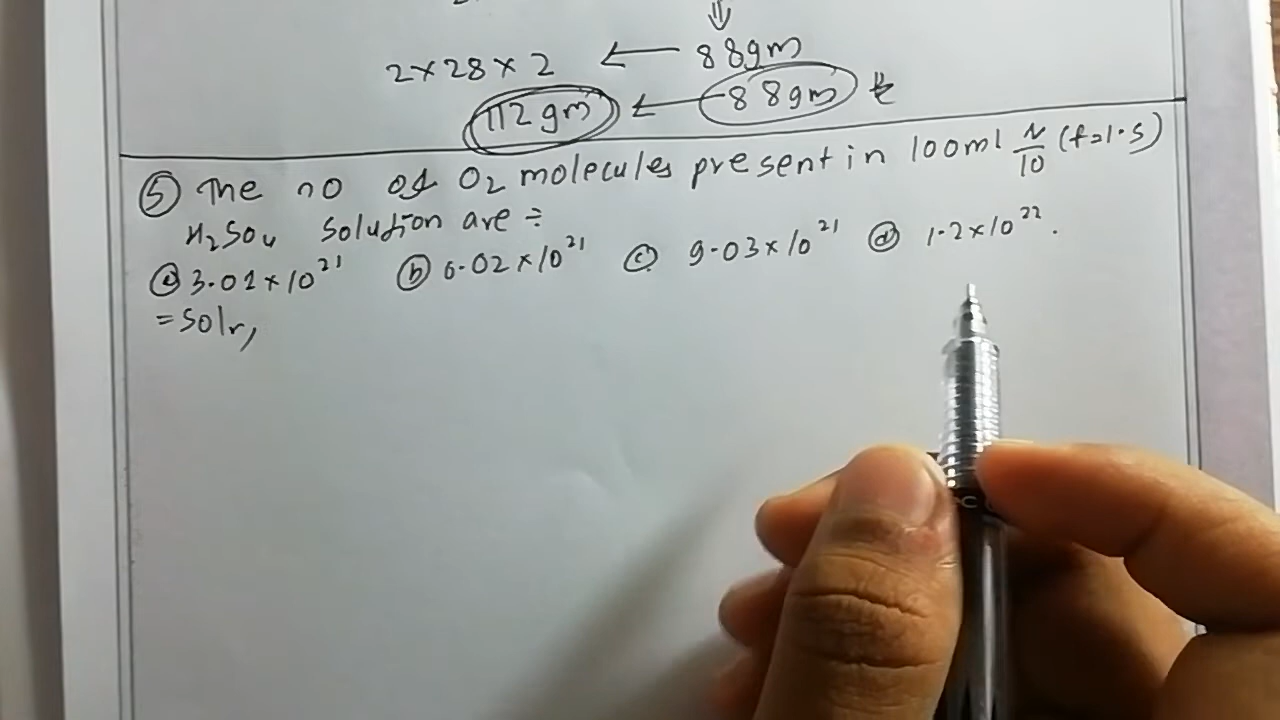 2×28×2 ← 88gm
112gm ← 88gm
⑤ The no of O2 molecules present in 100ml N/10 (f=1.5)
H2SO4 solution are ÷
ⓐ 3.01×10^21 ⓑ 6.02×10^21 ⓒ 9.03×10^21 ⓓ 1.2×10^22.
= Solr,